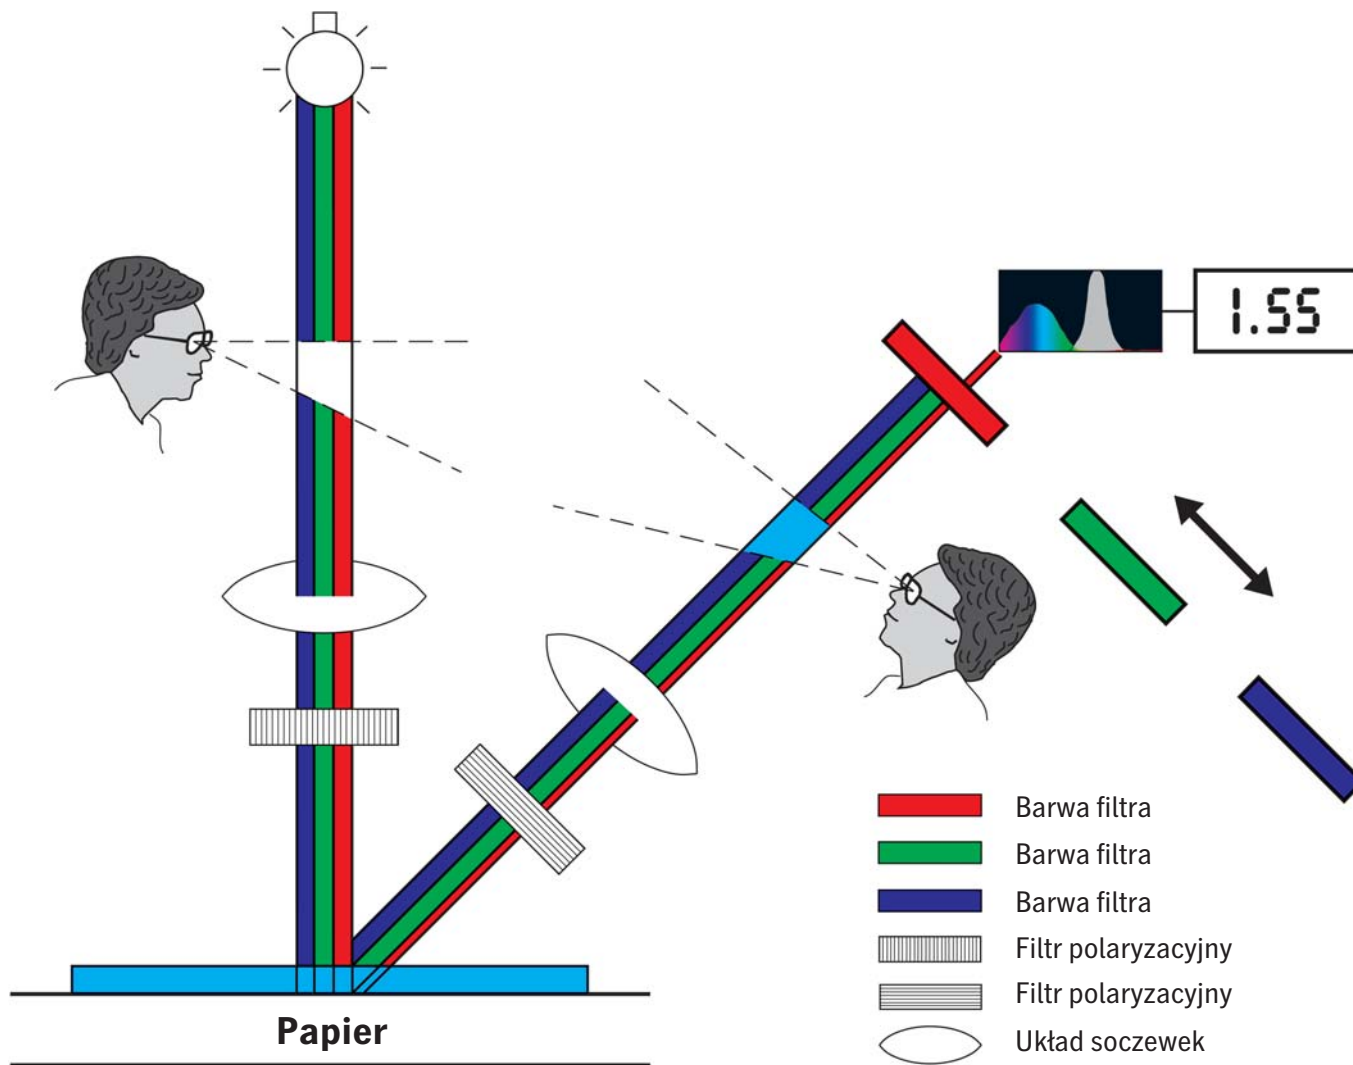 1.55
Barwa filtra
Barwa filtra
Barwa filtra
Filtr polaryzacyjny
Filtr polaryzacyjny
Układ soczewek
Papier